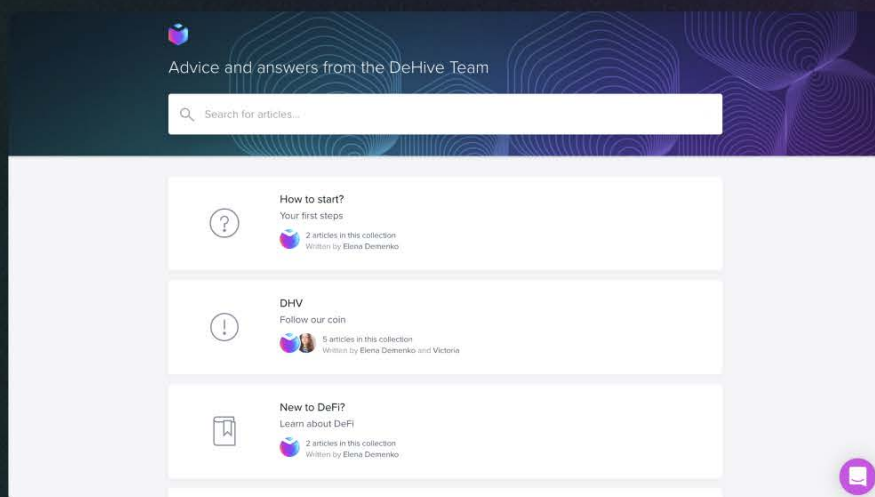 Advice and answers from the DeHive Team
Search for articles...
How to start?
Your first steps
2 articles in this collection
Written by Elena Demenko
DHV
Follow our coin
5 articles in this collection
Written by Elena Demenko and Victoria
New to DeFi?
Learn about DeFi
2 articles in this collection
Written by Elena Demenko